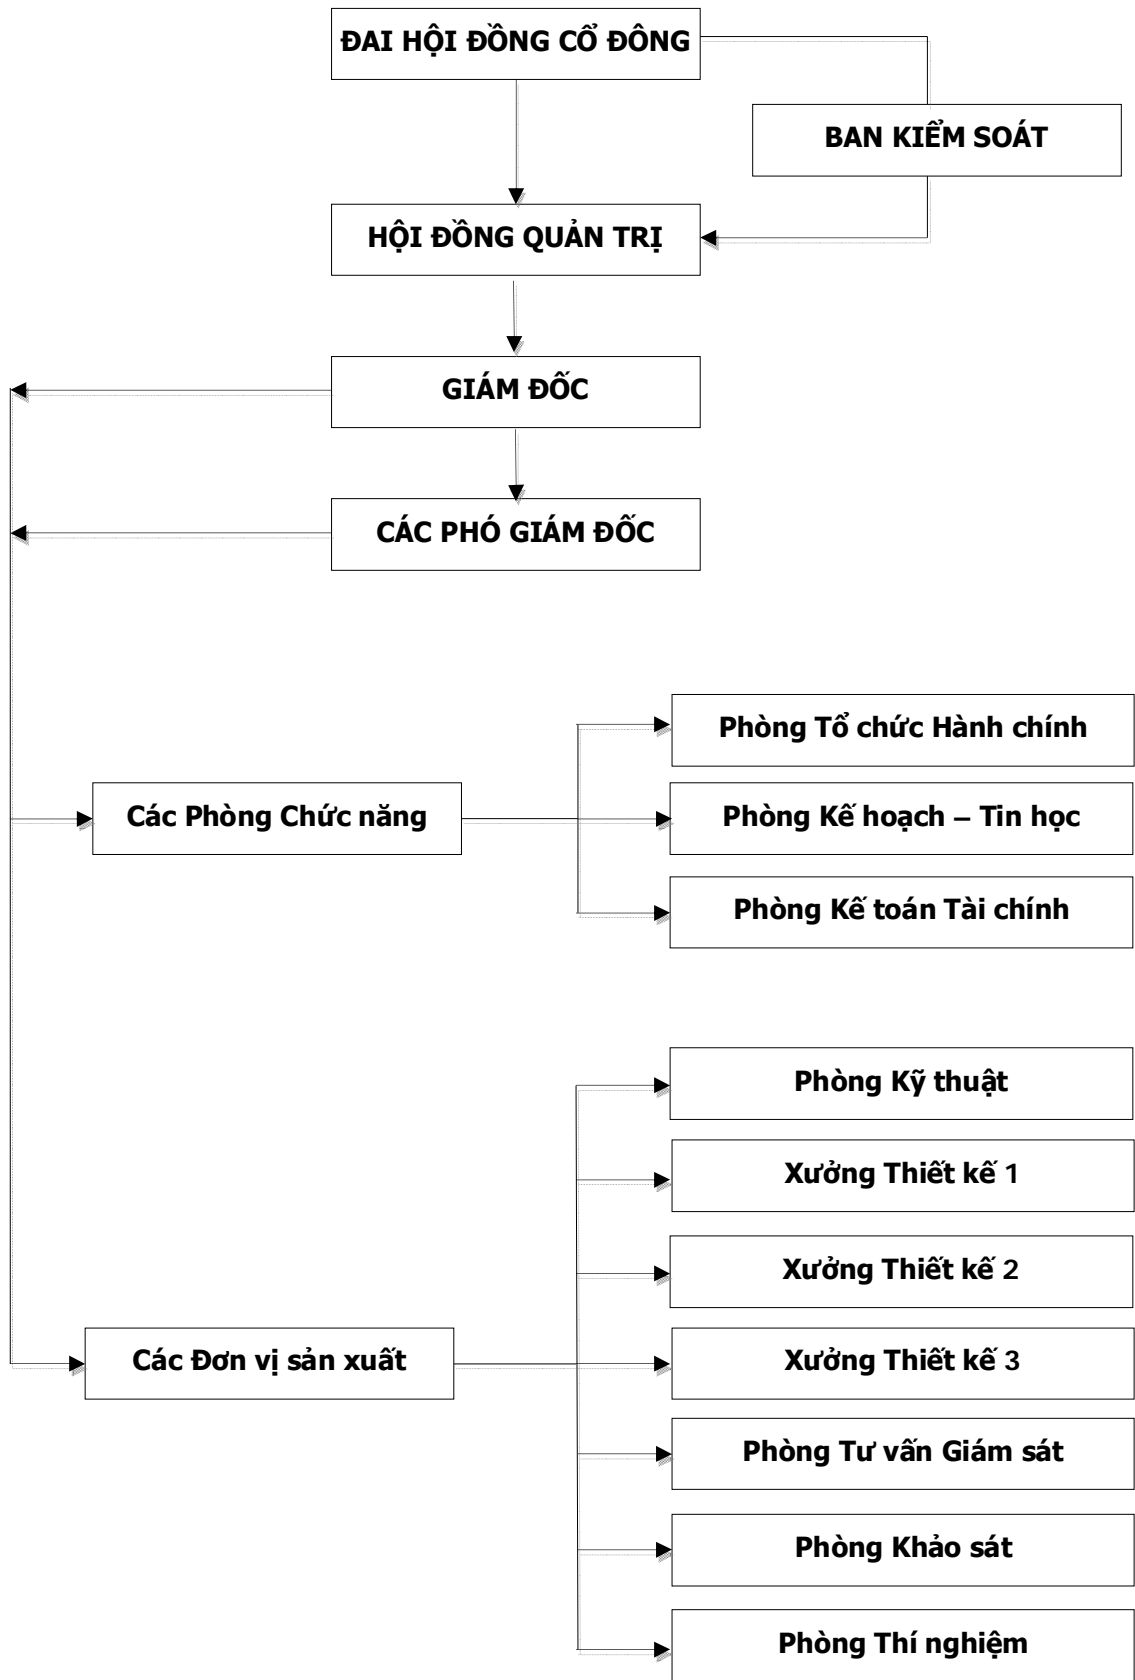 ĐAI HỘI ĐỒNG CỔ ĐÔNG
BAN KIỂM SOÁT
HỘI ĐỒNG QUẢN TRỊ
GIÁM ĐỐC
CÁC PHÓ GIÁM ĐỐC
Các Phòng Chức năng
Phòng Tổ chức Hành chính
Phòng Kế hoạch – Tin học
Phòng Kế toán Tài chính
Các Đơn vị sản xuất
Phòng Kỹ thuật
Xưởng Thiết kế 1
Xưởng Thiết kế 2
Xưởng Thiết kế 3
Phòng Tư vấn Giám sát
Phòng Khảo sát
Phòng Thí nghiệm